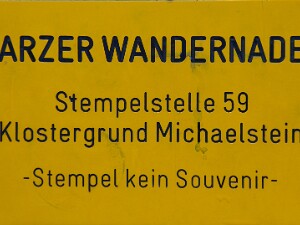 ARZER WANDERNADE
Stempelstelle 59
Klostergrund Michaelstein
-Stempel kein Souvenir-